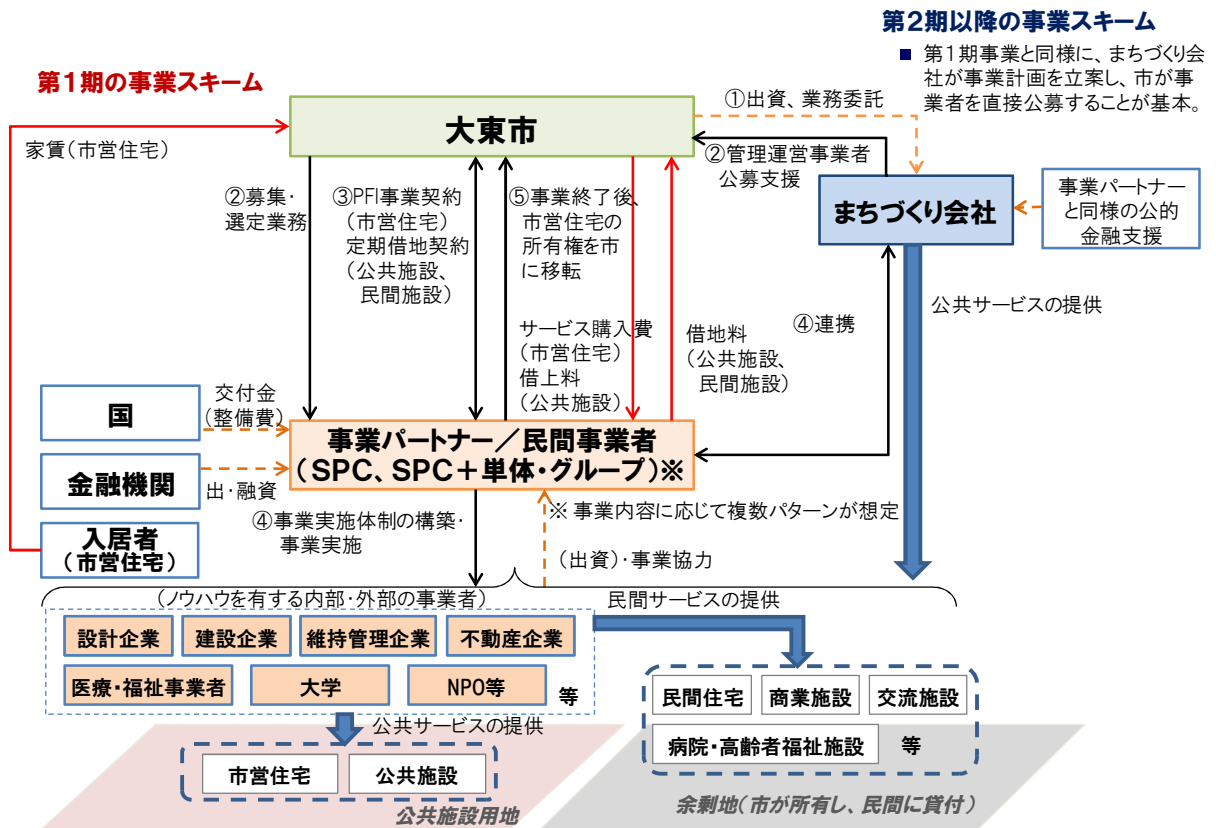 第2期以降の事業スキーム
■ 第1期事業と同様に、まちづくり会
社が事業計画を立案し、市が事
業者を直接公募することが基本。
第1期の事業スキーム
家賃(市営住宅)
大東市
①出資、業務委託
②管理運営事業者
公募支援
まちづくり会社
事業パートナー
と同様の公的
金融支援
②募集・
選定業務
③PFI事業契約
(市営住宅)
定期借地契約
(公共施設、
民間施設)
⑤事業終了後、
市営住宅の
所有権を市
に移転
サービス購入費
(市営住宅)
借上料
(公共施設)
借地料
(公共施設、
民間施設)
④連携
公共サービスの提供
国
交付金
(整備費)
金融機関
出・融資
入居者
(市営住宅)
事業パートナー/民間事業者
(SPC、SPC+単体・グループ)※
④事業実施体制の構築・
事業実施
※ 事業内容に応じて複数パターンが想定
(出資)・事業協力
(ノウハウを有する内部・外部の事業者)
民間サービスの提供
設計企業
建設企業
維持管理企業
不動産企業
医療・福祉事業者
大学
NPO等
等
公共サービスの提供
市営住宅
公共施設
公共施設用地
民間住宅
商業施設
交流施設
病院・高齢者福祉施設
等
余剰地(市が所有し、民間に貸付)